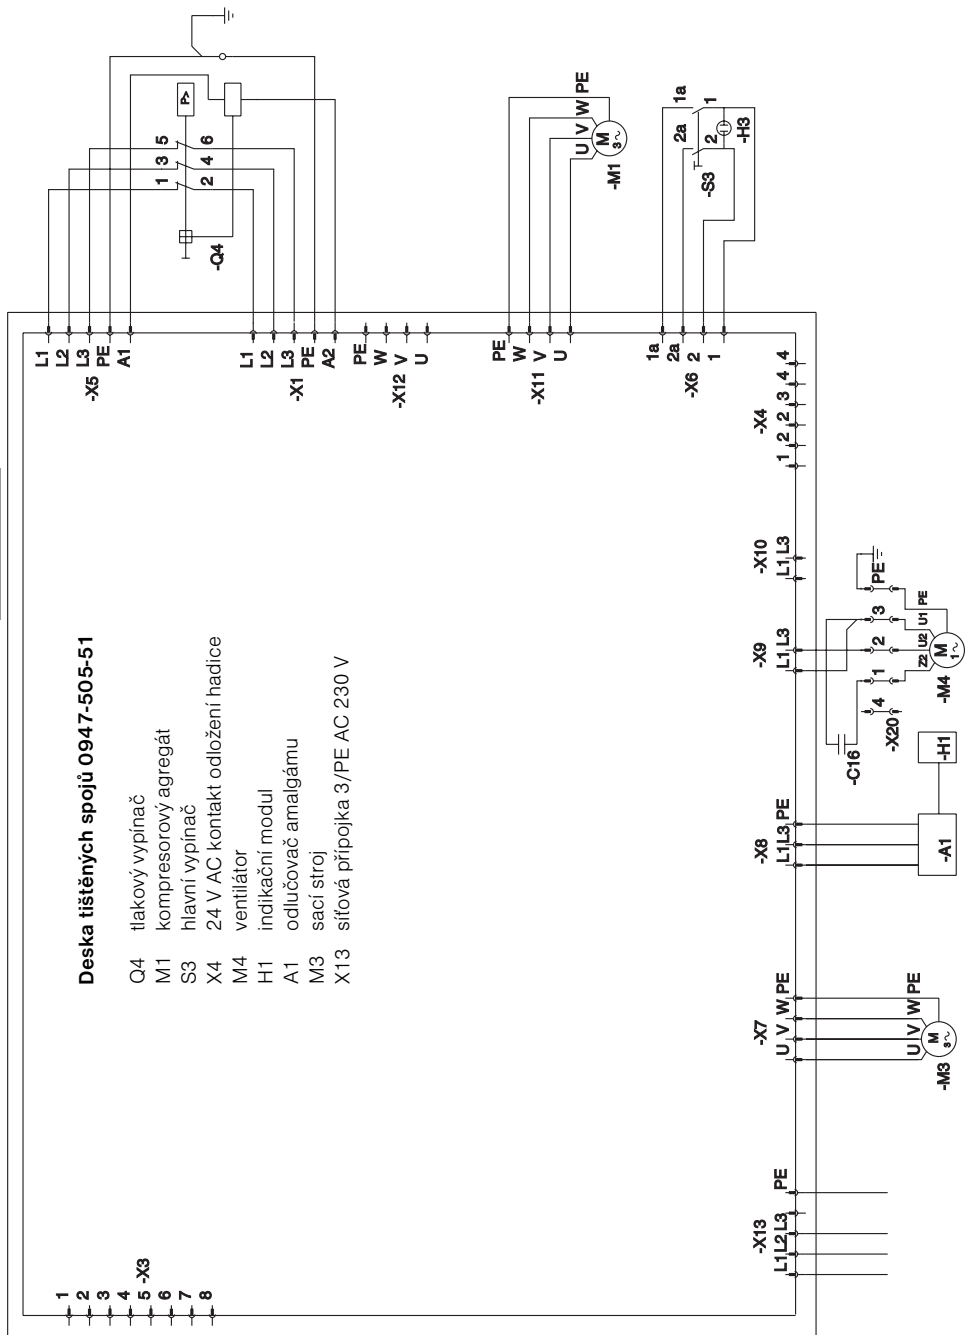 Deska tištěných spojů 0947-505-51
Q4 tlakový vypínač
M1 kompresorový agregát
S3 hlavní vypínač
X4 24 V AC kontakt odložení hadice
M4 ventilátor
H1 indikační modul
A1 odlučovač amalgámu
M3 sací stroj
X13 síťová přípojka 3/PE AC 230 V
1
2
3
4
5 -X3
6
7
8
L1
L2
L3
PE
A1
-X5
L1
L2
L3
PE
A2
-X1
PE
W
V
U
-X12
PE
W
V
U
-X11
1a
2a
2
1
-X6
1 3 5
2 4 6
P>
-Q4
U V W PE
M
3~
-M1
2a 1a
2 1
-S3
-H3
-X13
L1 L2 L3 PE
-X7
U V W PE
U V W PE
M
3~
-M3
-X8
L1 L3 PE
-A1
-H1
-X9
L1 L3
-C16
-X20
4 1 2 3 PE
Z2 U2 U1 PE
M
1~
-M4
-X10
L1 L3
-X4
1 2 2 3 4 4